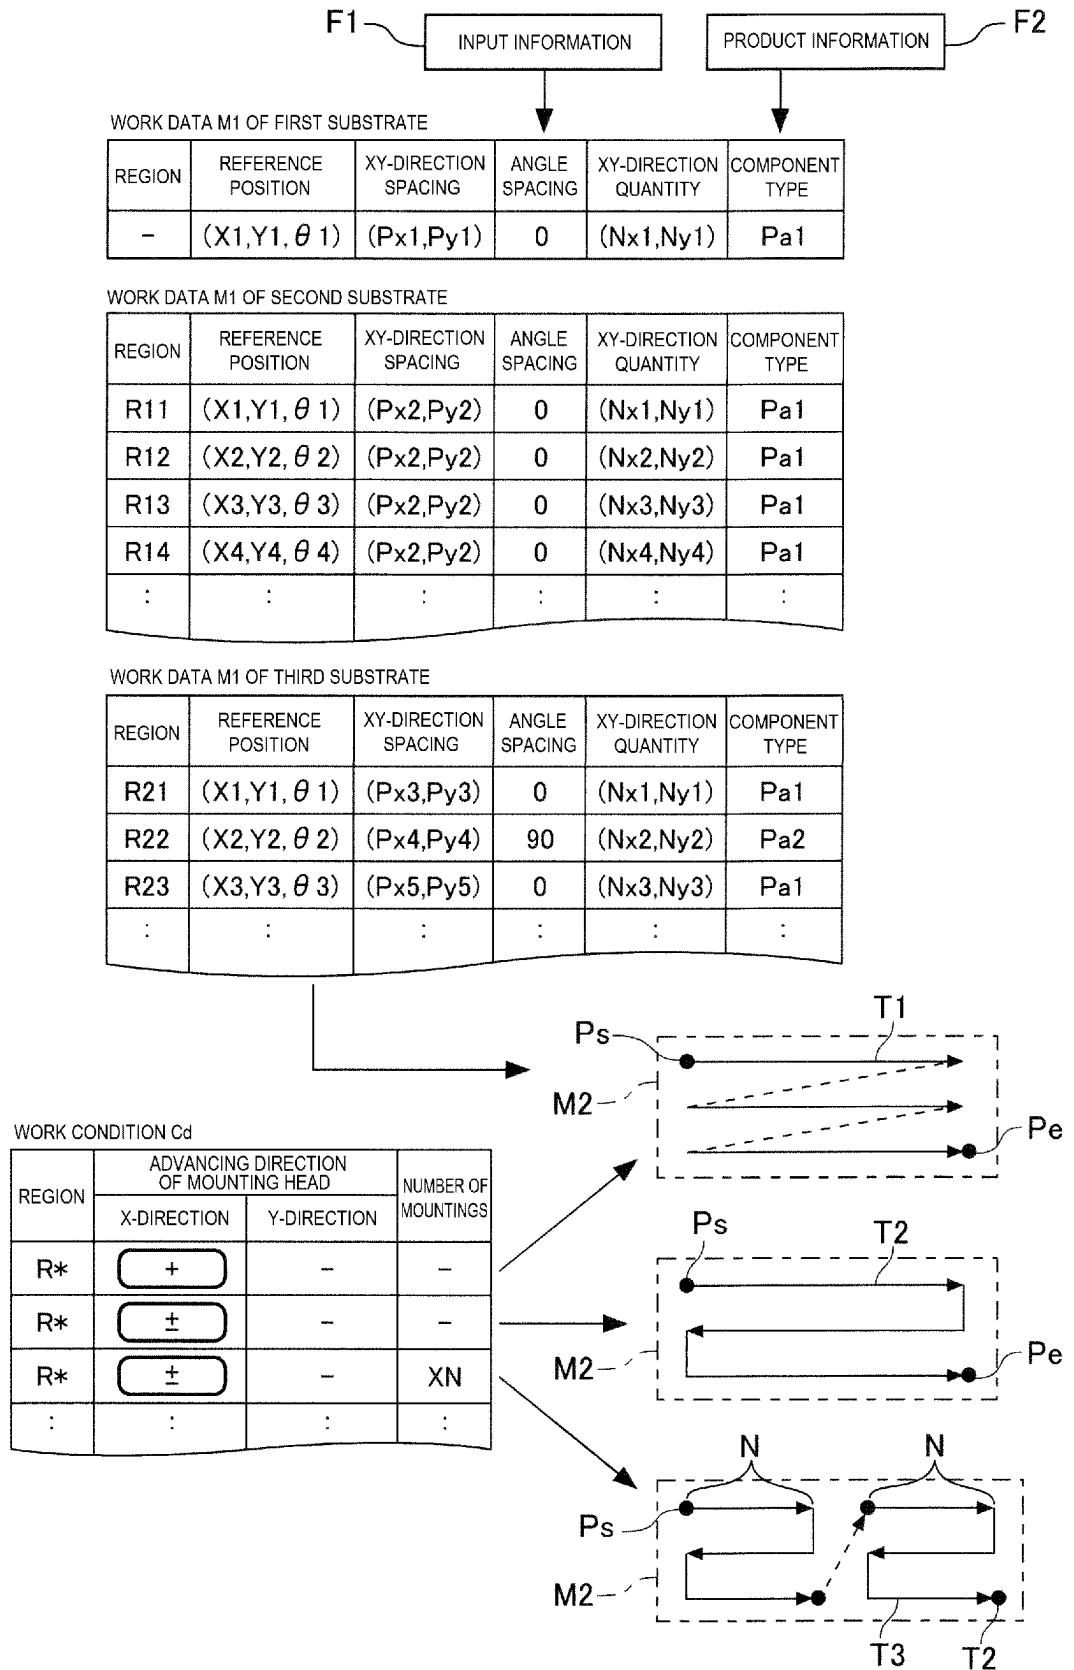 F1
INPUT INFORMATION
PRODUCT INFORMATION
F2
WORK DATA M1 OF FIRST SUBSTRATE
REGION
REFERENCE
POSITION
XY-DIRECTION
SPACING
ANGLE
SPACING
XY-DIRECTION
QUANTITY
COMPONENT
TYPE
- (X1,Y1,θ1) (Px1,Py1) 0 (Nx1,Ny1) Pa1
WORK DATA M1 OF SECOND SUBSTRATE
REGION
REFERENCE
POSITION
XY-DIRECTION
SPACING
ANGLE
SPACING
XY-DIRECTION
QUANTITY
COMPONENT
TYPE
R11 (X1,Y1,θ1) (Px2,Py2) 0 (Nx1,Ny1) Pa1
R12 (X2,Y2,θ2) (Px2,Py2) 0 (Nx2,Ny2) Pa1
R13 (X3,Y3,θ3) (Px2,Py2) 0 (Nx3,Ny3) Pa1
R14 (X4,Y4,θ4) (Px2,Py2) 0 (Nx4,Ny4) Pa1
: : : : : :
WORK DATA M1 OF THIRD SUBSTRATE
REGION
REFERENCE
POSITION
XY-DIRECTION
SPACING
ANGLE
SPACING
XY-DIRECTION
QUANTITY
COMPONENT
TYPE
R21 (X1,Y1,θ1) (Px3,Py3) 0 (Nx1,Ny1) Pa1
R22 (X2,Y2,θ2) (Px4,Py4) 90 (Nx2,Ny2) Pa2
R23 (X3,Y3,θ3) (Px5,Py5) 0 (Nx3,Ny3) Pa1
: : : : : :
T1
Ps
M2
Pe
WORK CONDITION Cd
REGION
ADVANCING DIRECTION
OF MOUNTING HEAD
X-DIRECTION
Y-DIRECTION
NUMBER OF
MOUNTINGS
R* + - -
R* ± - -
R* ± - XN
: : : :
Ps
T2
M2
Pe
N
N
Ps
M2
T3
T2